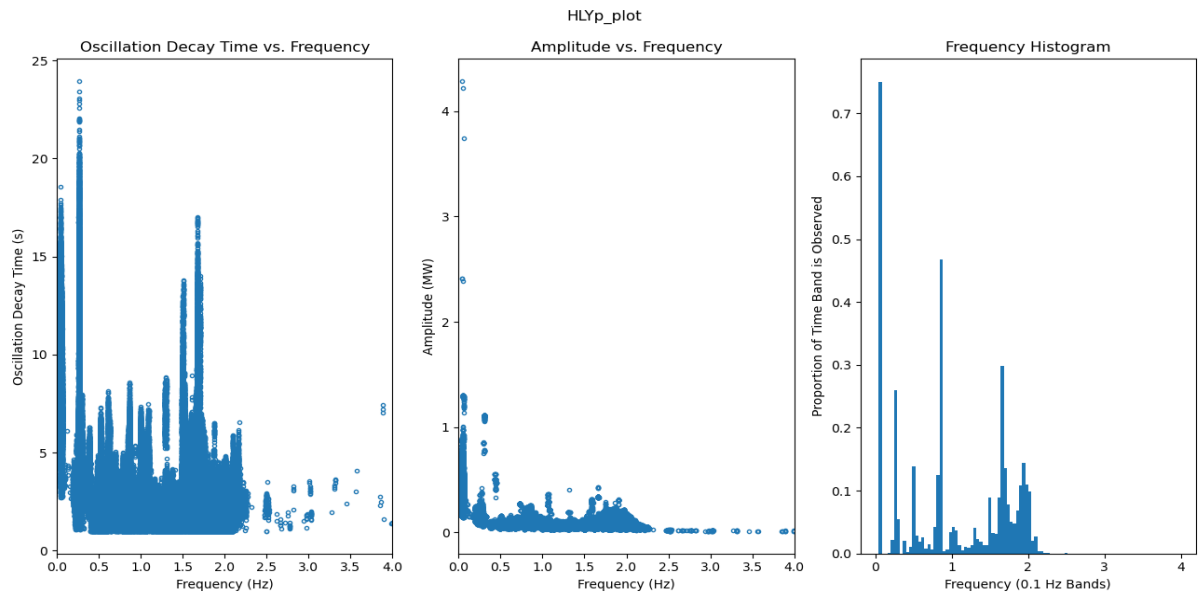 HLYp_plot
Oscillation Decay Time vs. Frequency
Oscillation Decay Time (s)
25
20
15
10
5
0
0.0 0.5 1.0 1.5 2.0 2.5 3.0 3.5 4.0
Frequency (Hz)
Amplitude vs. Frequency
Amplitude (MW)
4
3
2
1
0
0.0 0.5 1.0 1.5 2.0 2.5 3.0 3.5 4.0
Frequency (Hz)
Frequency Histogram
Proportion of Time Band is Observed
0.7
0.6
0.5
0.4
0.3
0.2
0.1
0.0
0 1 2 3 4
Frequency (0.1 Hz Bands)